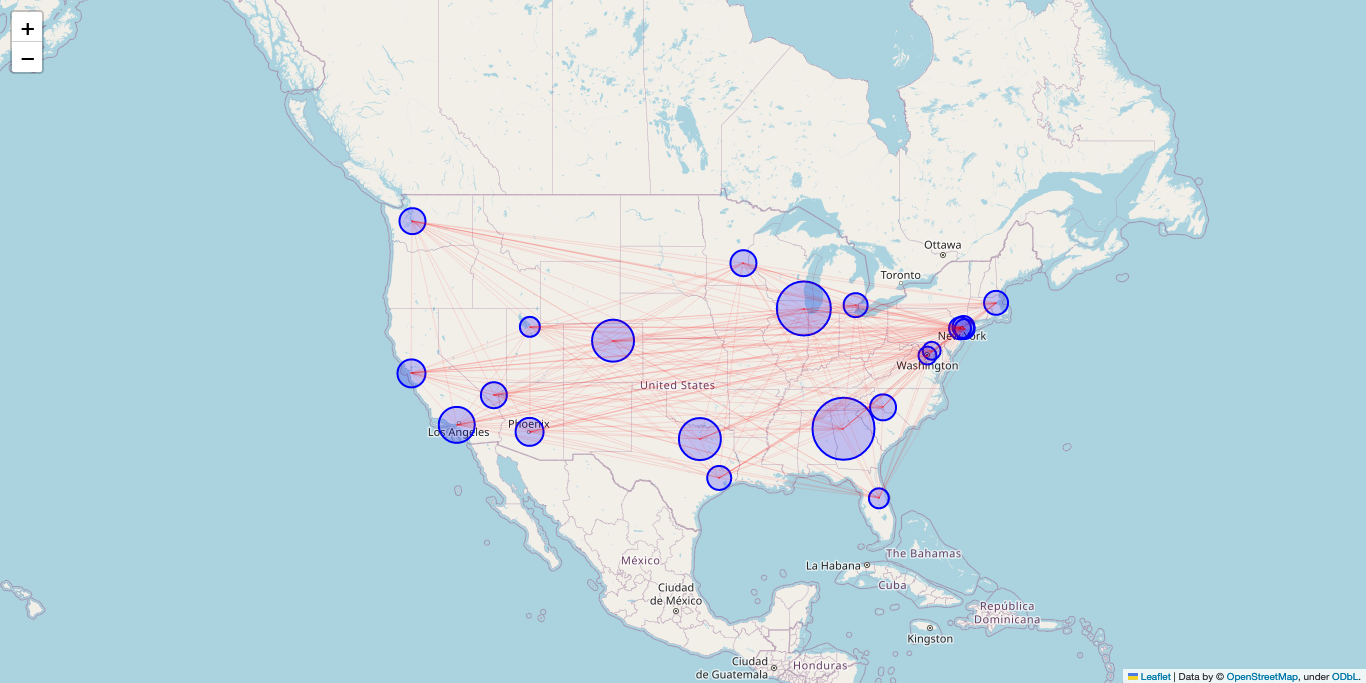 +
−
Ottawa
Toronto
New York
Washington
United States
Phoenix
Los Angeles
The Bahamas
México
La Habana
Cuba
Ciudad
de México
República
Dominicana
Kingston
Ciudad
de Guatemala
Honduras
Leaflet | Data by © OpenStreetMap, under ODbL.